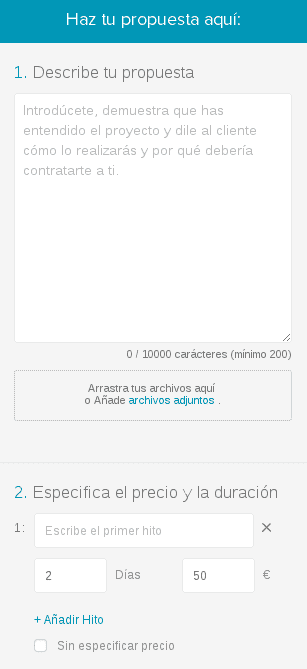 Haz tu propuesta aquí:
1. Describe tu propuesta
Introdúcete, demuestra que has
entendido el proyecto y dile al cliente
cómo lo realizarás y por qué debería
contratarte a ti.
0 / 10000 carácteres (minimo 200)
Arrastra tus archivos aquí
o Añade archivos adjuntos .
2. Especifica el precio y la duración
1: Escribe el primer hito ×
2 Días 50 €
+ Añadir Hito
Sin especificar precio